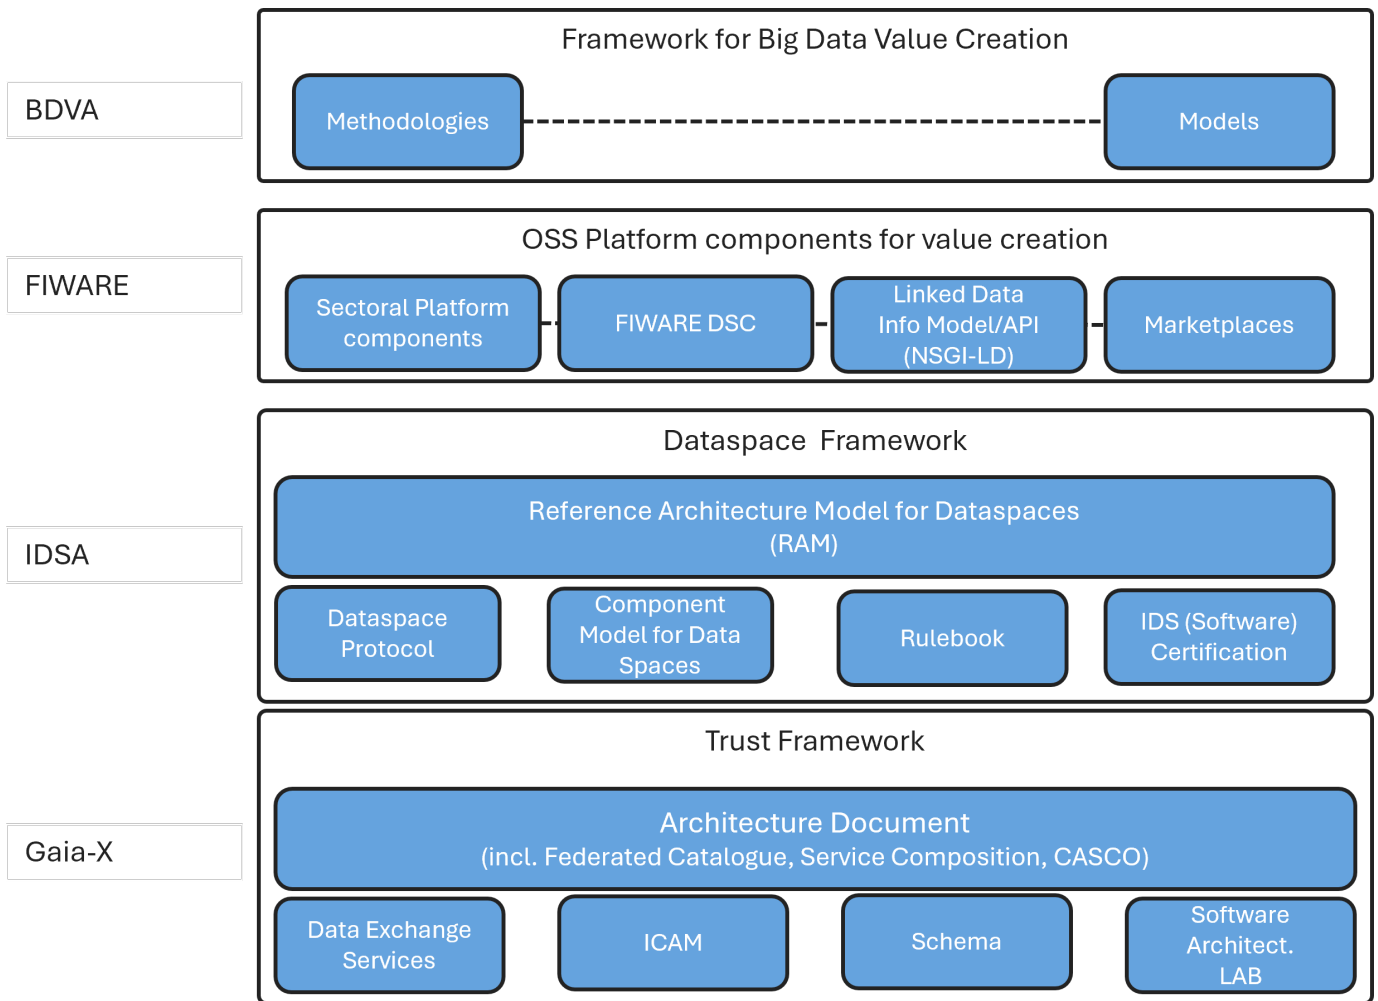 BDVA
Framework for Big Data Value Creation
Methodologies
Models
FIWARE
OSS Platform components for value creation
Sectoral Platform
components
FIWARE DSC
Linked Data
Info Model/API
(NSGI-LD)
Marketplaces
IDSA
Dataspace  Framework
Reference Architecture Model for Dataspaces
(RAM)
Dataspace
Protocol
Component
Model for Data
Spaces
Rulebook
IDS (Software)
Certification
Gaia-X
Trust Framework
Architecture Document
(incl. Federated Catalogue, Service Composition, CASCO)
Data Exchange
Services
ICAM
Schema
Software
Architect.
LAB